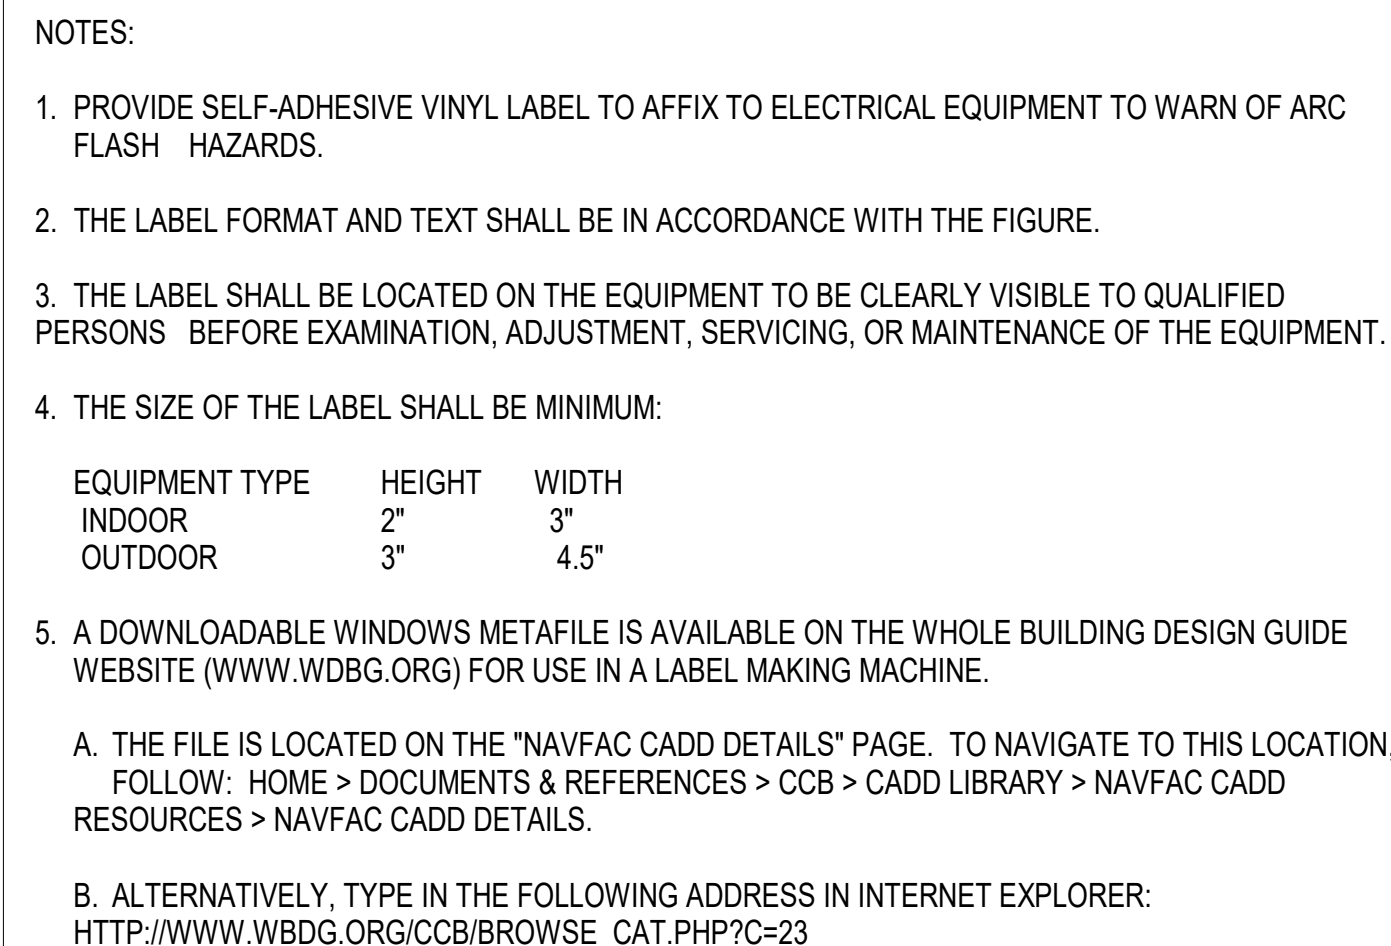 NOTES:
1. PROVIDE SELF-ADHESIVE VINYL LABEL TO AFFIX TO ELECTRICAL EQUIPMENT TO WARN OF ARC
FLASH HAZARDS.
2. THE LABEL FORMAT AND TEXT SHALL BE IN ACCORDANCE WITH THE FIGURE.
3. THE LABEL SHALL BE LOCATED ON THE EQUIPMENT TO BE CLEARLY VISIBLE TO QUALIFIED
PERSONS BEFORE EXAMINATION, ADJUSTMENT, SERVICING, OR MAINTENANCE OF THE EQUIPMENT.
4. THE SIZE OF THE LABEL SHALL BE MINIMUM:
EQUIPMENT TYPE HEIGHT WIDTH
INDOOR 2" 3"
OUTDOOR 3" 4.5"
5. A DOWNLOADABLE WINDOWS METAFILE IS AVAILABLE ON THE WHOLE BUILDING DESIGN GUIDE
WEBSITE (WWW.WDBG.ORG) FOR USE IN A LABEL MAKING MACHINE.
A. THE FILE IS LOCATED ON THE "NAVFAC CADD DETAILS" PAGE. TO NAVIGATE TO THIS LOCATION,
FOLLOW: HOME > DOCUMENTS & REFERENCES > CCB > CADD LIBRARY > NAVFAC CADD
RESOURCES > NAVFAC CADD DETAILS.
B. ALTERNATIVELY, TYPE IN THE FOLLOWING ADDRESS IN INTERNET EXPLORER:
HTTP://WWW.WBDG.ORG/CCB/BROWSE_CAT.PHP?C=23